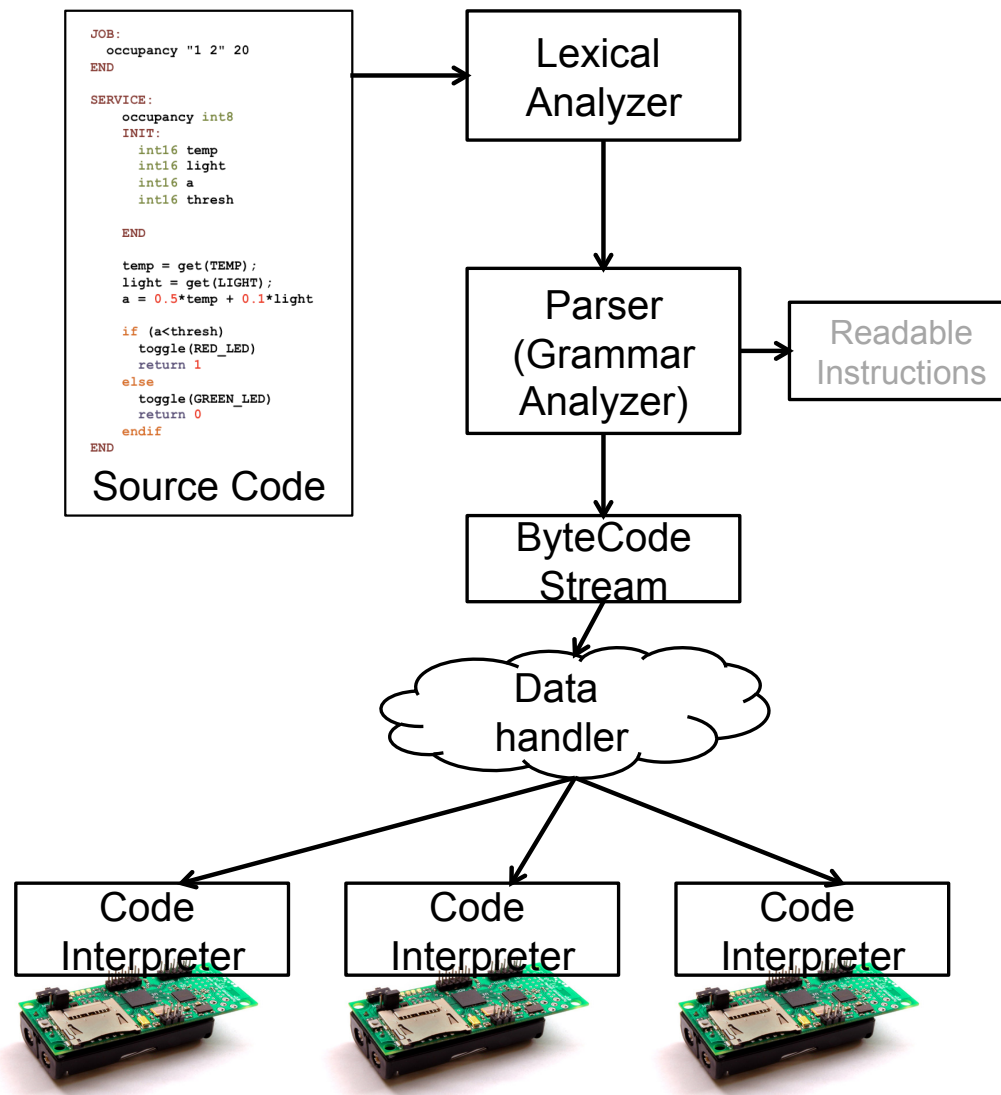 JOB:
occupancy "1 2" 20
END
SERVICE:
occupancy int8
INIT:
int16 temp
int16 light
int16 a
int16 thresh
END
temp = get(TEMP);
light = get(LIGHT);
a = 0.5*temp + 0.1*light
if (a<thresh)
toggle(RED_LED)
return 1
else
toggle(GREEN_LED)
return 0
endif
END
Source Code
Lexical
Analyzer
Parser
(Grammar
Analyzer)
Readable
Instructions
ByteCode
Stream
Data
handler
Code
Interpreter
Code
Interpreter
Code
Interpreter